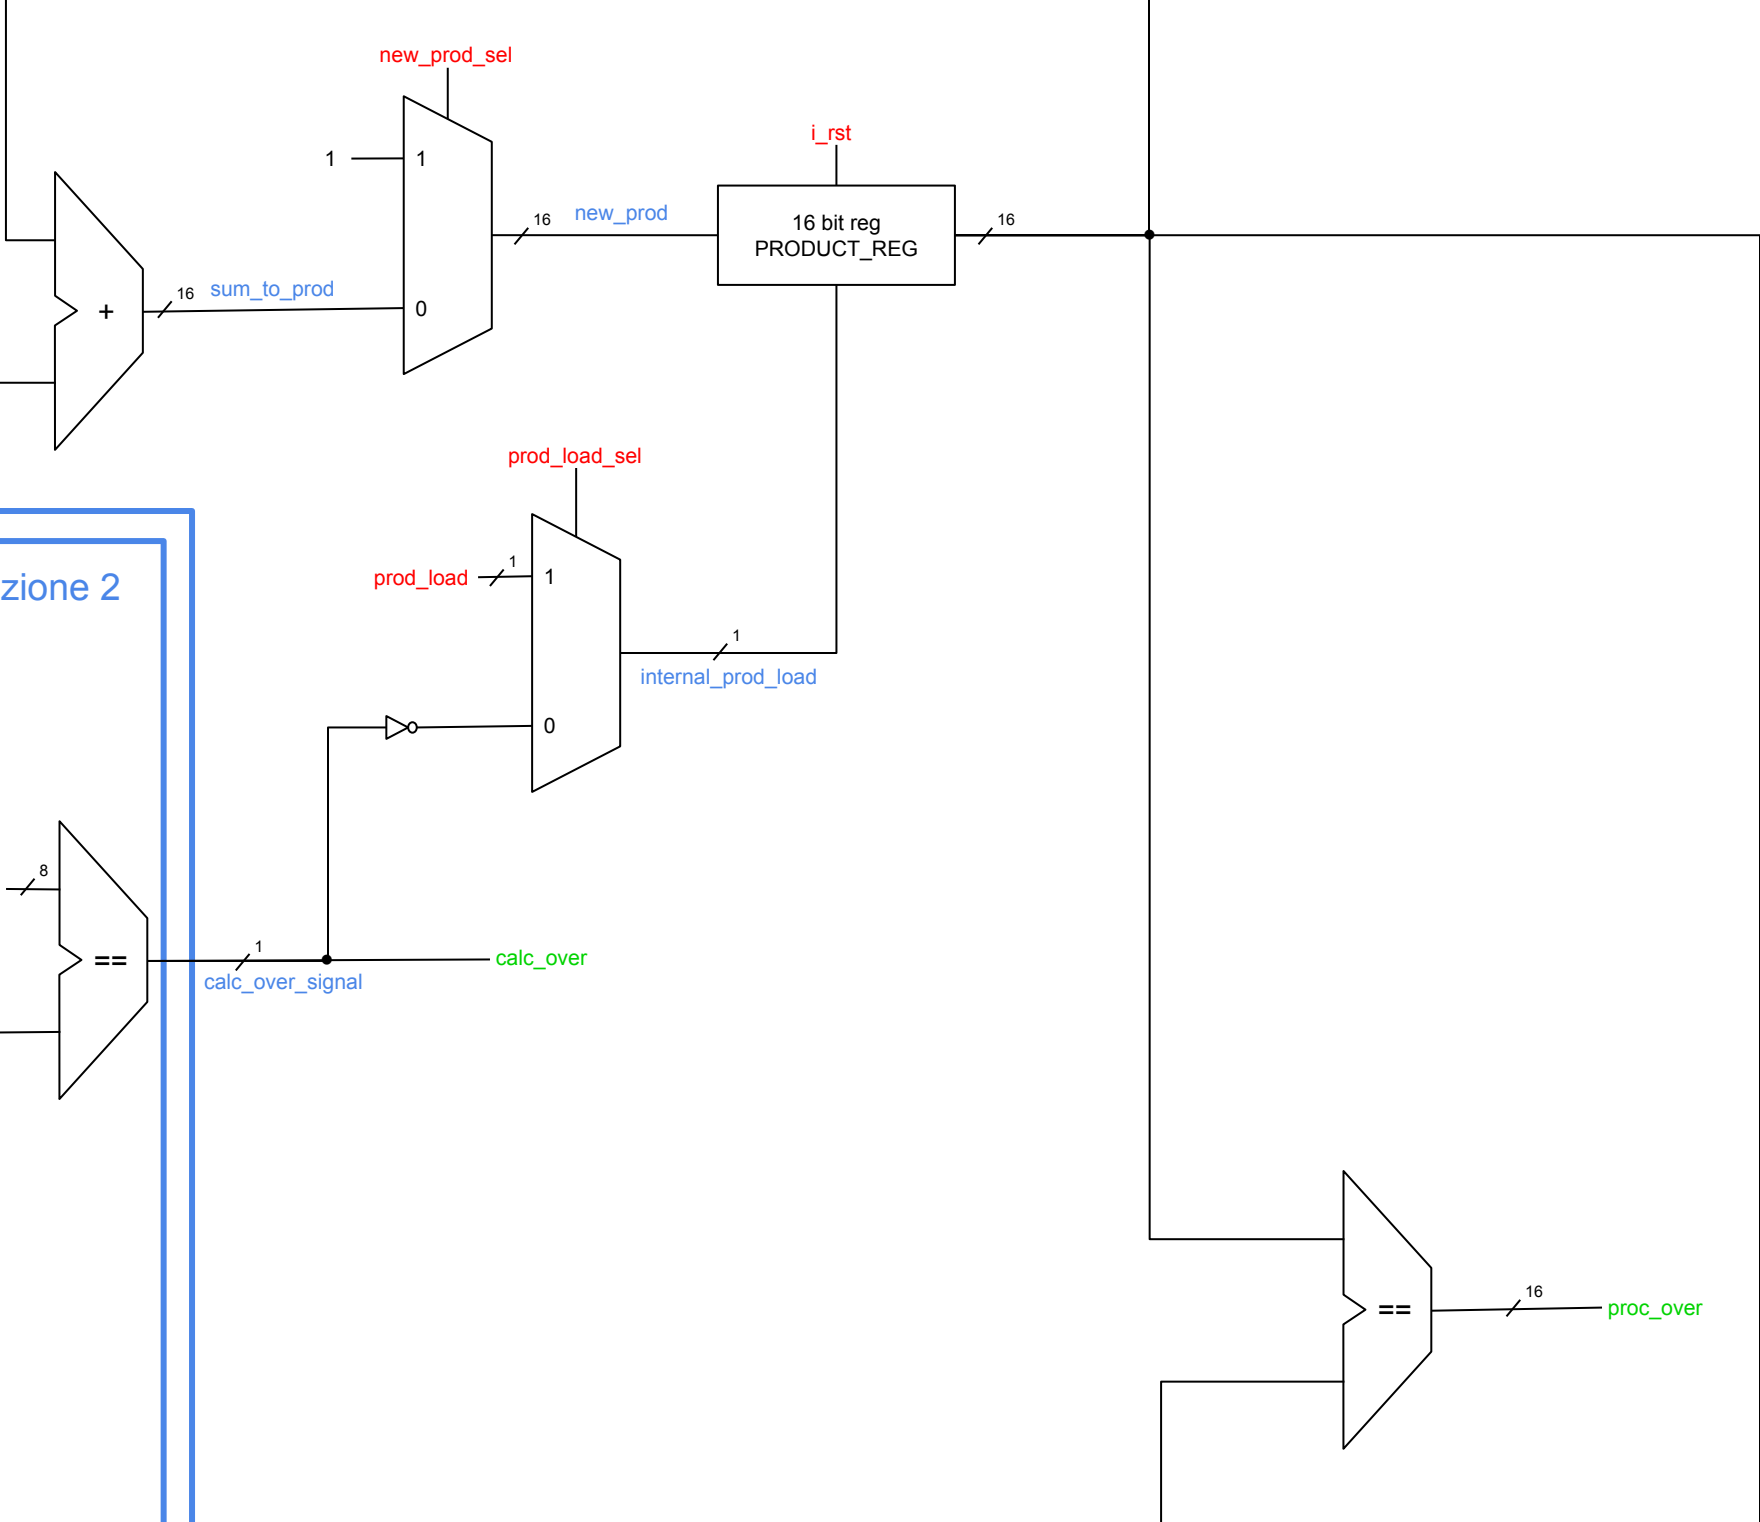 new_prod_sel
i_rst
1
1
16
new_prod
16 bit reg
PRODUCT_REG
16
16
sum_to_prod
+
0
prod_load_sel
1
prod_load
1
zione 2
1
internal_prod_load
0
8
==
1
calc_over
calc_over_signal
==
16
proc_over